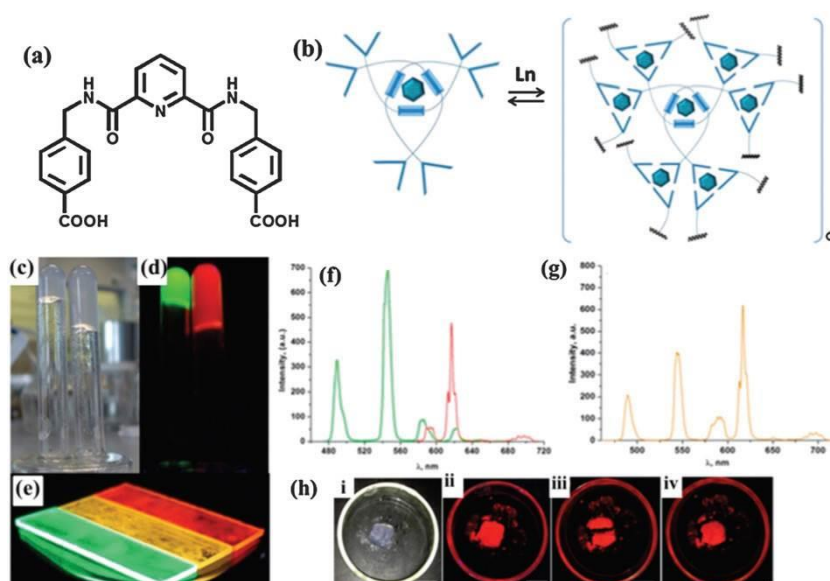 (a)
H
N
H
N
O
N
O
COOH
COOH
(b)
Ln
(c)
(d)
(e)
(f)
Intensity, (a.u.)
700
600
500
400
300
200
100
0
480 520 560 600 640 680 720
λ, nm
(g)
Intensity, a.u.
800
700
600
500
400
300
200
100
0
500 550 600 650 700
λ, nm
(h)
i
ii
iii
iv